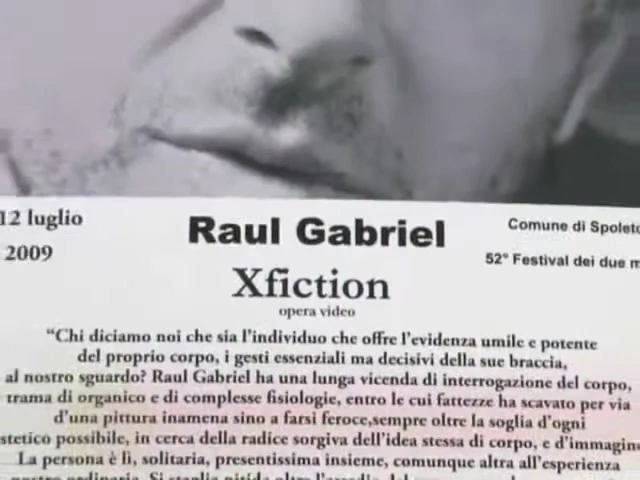 12 luglio
2009
Raul Gabriel
Xfiction
opera video
Comune di Spoleto
52° Festival dei due m
"Chi diciamo noi che sia l'individuo che offre l'evidenza umile e potente
del proprio corpo, i gesti essenziali ma decisivi della sue braccia,
al nostro sguardo? Raul Gabriel ha una lunga vicenda di interrogazione del corpo,
trama di organico e di complesse fisiologie, entro le cui fattezze ha scavato per via
d'una pittura inamena sino a farsi feroce,sempre oltre la soglia d'ogni
stetico possibile, in cerca della radice sorgiva dell'idea stessa di corpo, e d'immagin
La persona è lì, solitaria, presentissima insieme, comunque altra all'esperienza